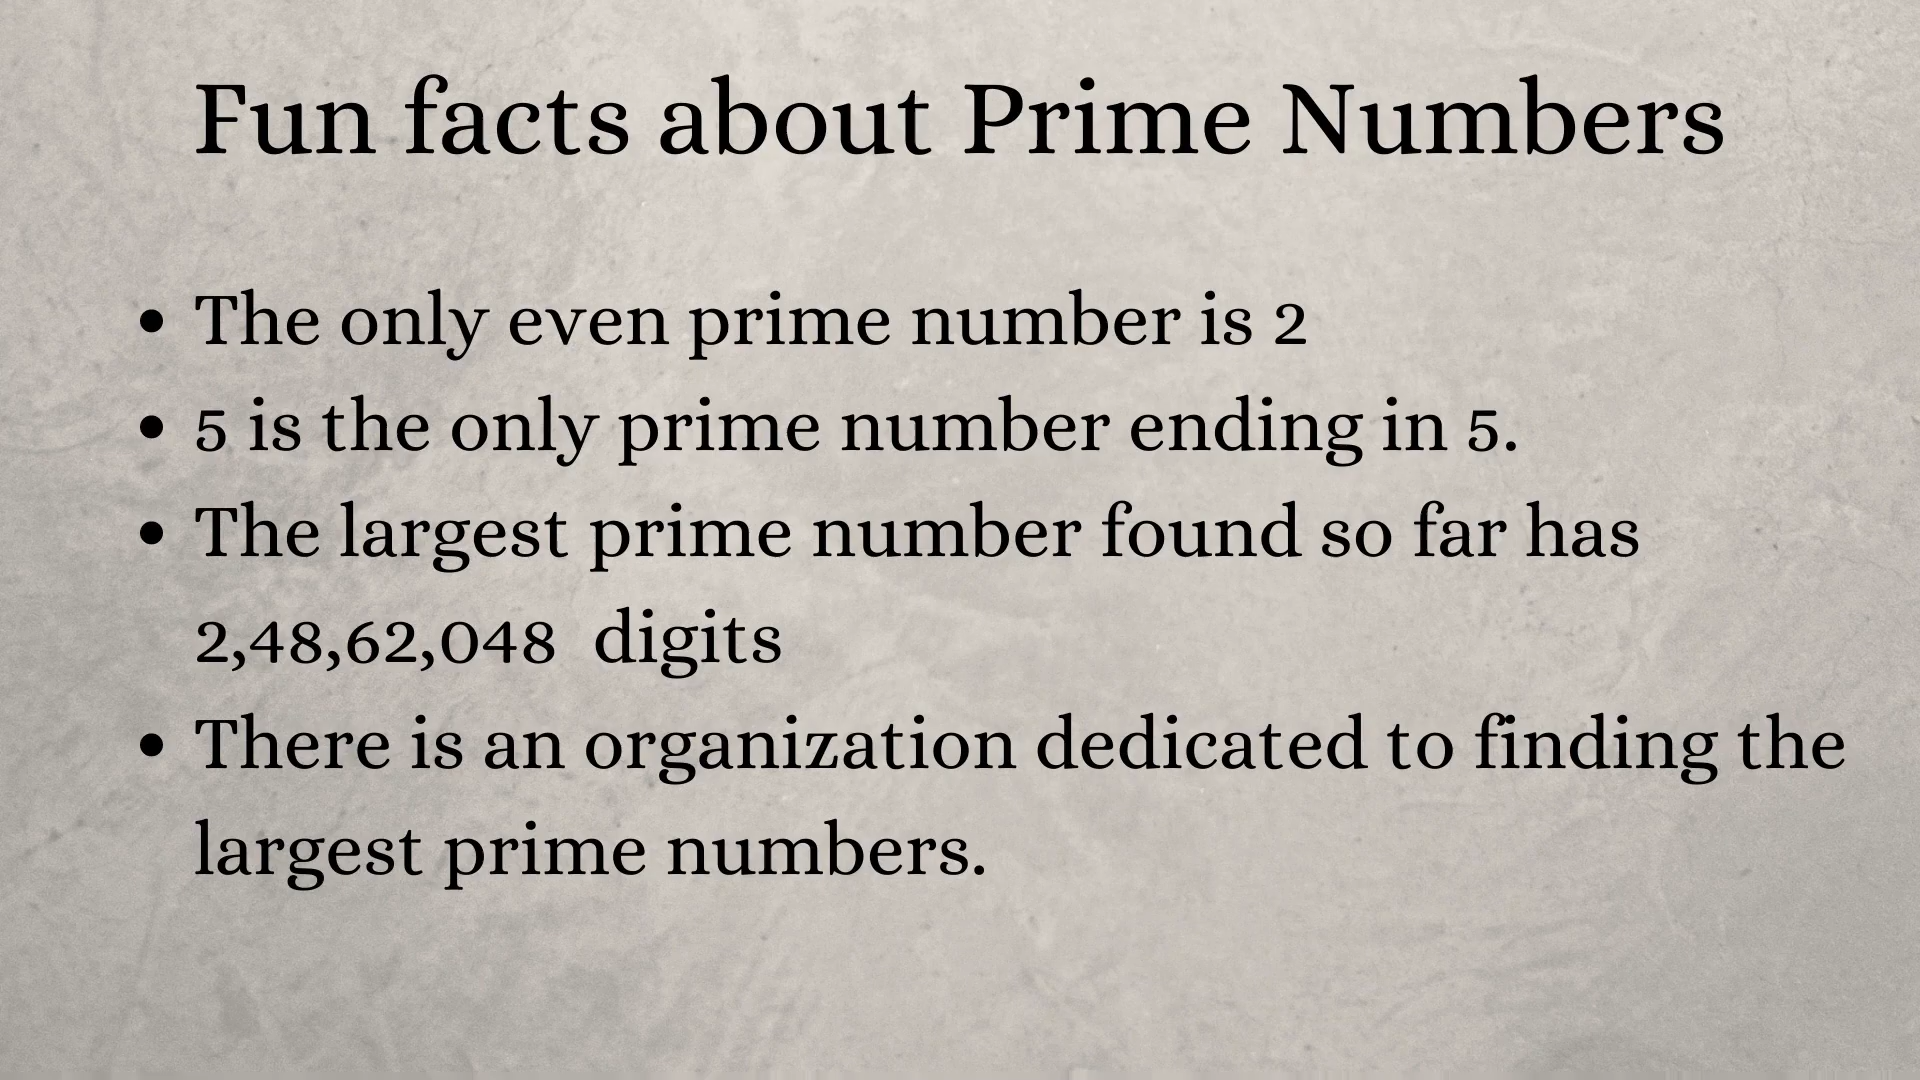 Fun facts about Prime Numbers
• The only even prime number is 2
• 5 is the only prime number ending in 5.
• The largest prime number found so far has
2,48,62,048 digits
• There is an organization dedicated to finding the
largest prime numbers.